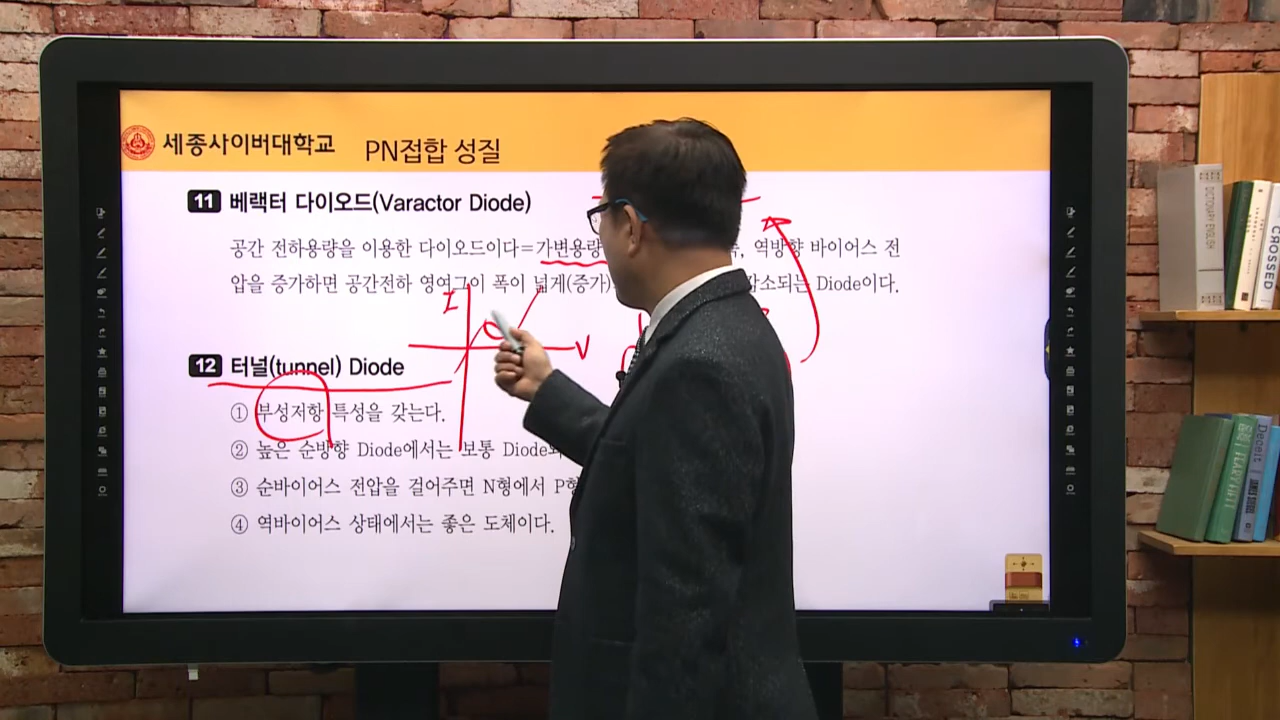 세종사이버대학교 PN접합 성질
11 베랙터 다이오드(Varactor Diode)
공간 전하용량을 이용한 다이오드이다=가변용량 역방향 바이어스 전
압을 증가하면 공간전하 영여그이 폭이 넓게(증가) 감소되는 Diode이다.
I
V
12 터널(tunnel) Diode
① 부성저항 특성을 갖는다.
② 높은 순방향 Diode에서는 보통
③ 순바이어스 전압을 걸어주면 N형에서
④ 역바이어스 상태에서는 좋은 도체이다.
DICTIONARY ENGLISH
CROSSED
Deceit